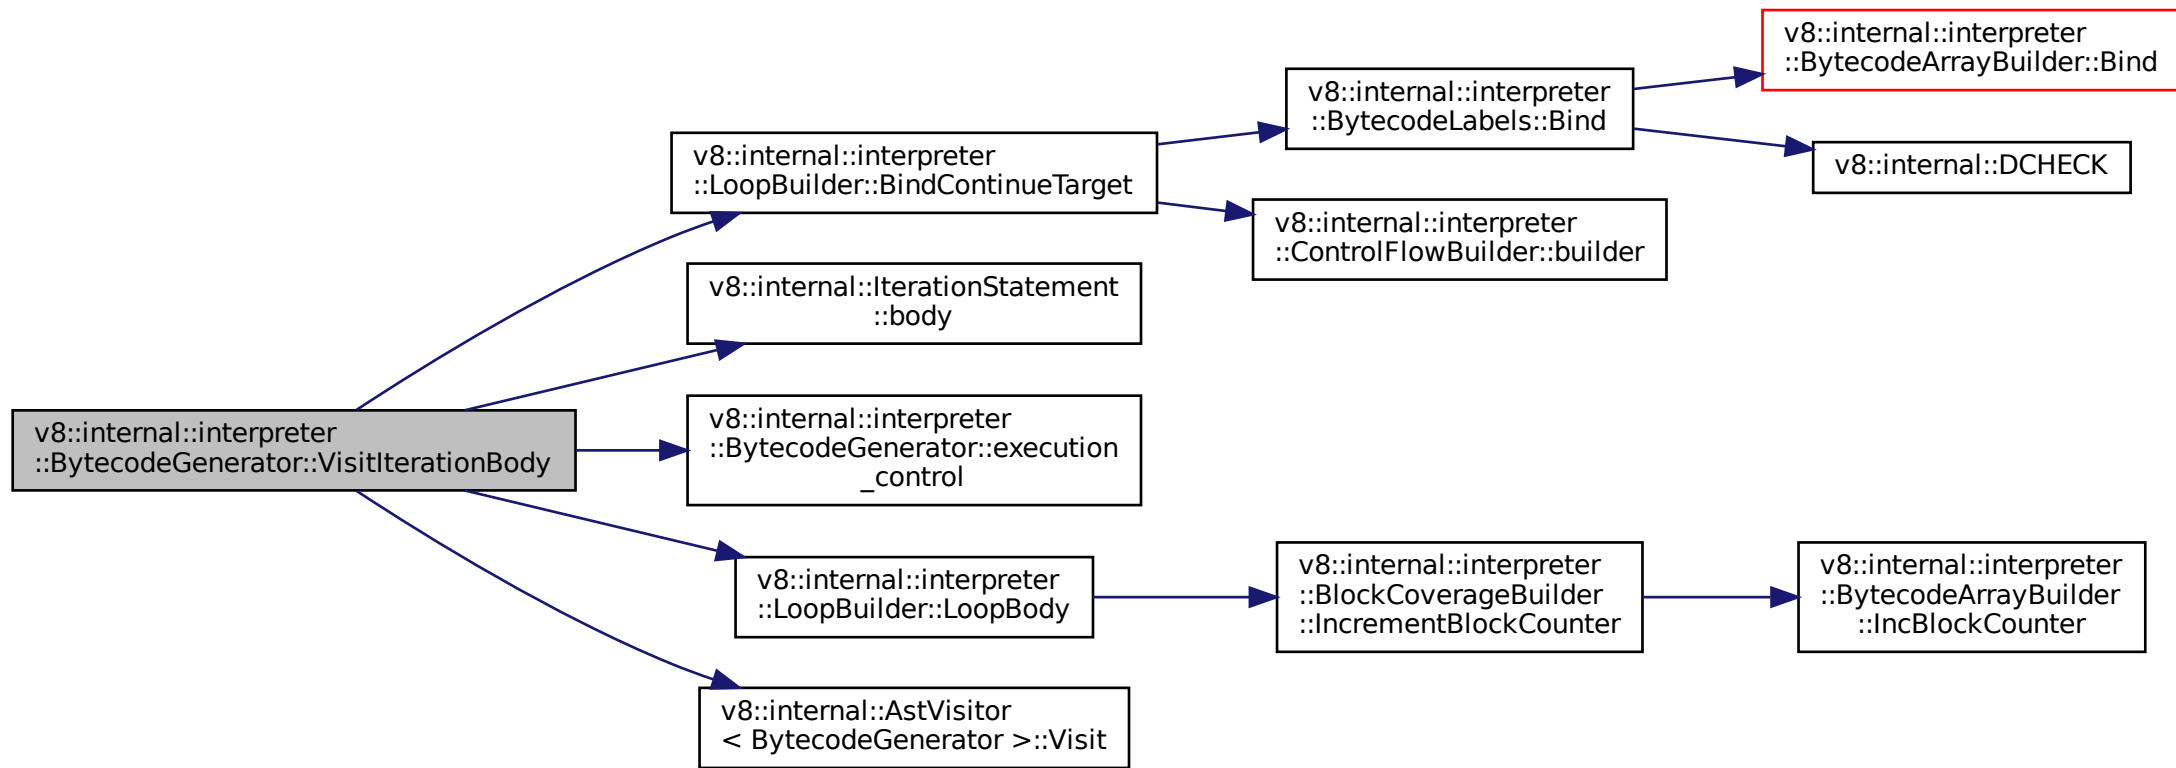 v8::internal::interpreter
::BytecodeArrayBuilder::Bind
v8::internal::interpreter
::BytecodeLabels::Bind
v8::internal::DCHECK
v8::internal::interpreter
::LoopBuilder::BindContinueTarget
v8::internal::interpreter
::ControlFlowBuilder::builder
v8::internal::IterationStatement
::body
v8::internal::interpreter
::BytecodeGenerator::VisitIterationBody
v8::internal::interpreter
::BytecodeGenerator::execution
_control
v8::internal::interpreter
::LoopBuilder::LoopBody
v8::internal::interpreter
::BlockCoverageBuilder
::IncrementBlockCounter
v8::internal::interpreter
::BytecodeArrayBuilder
::IncBlockCounter
v8::internal::AstVisitor
< BytecodeGenerator >::Visit